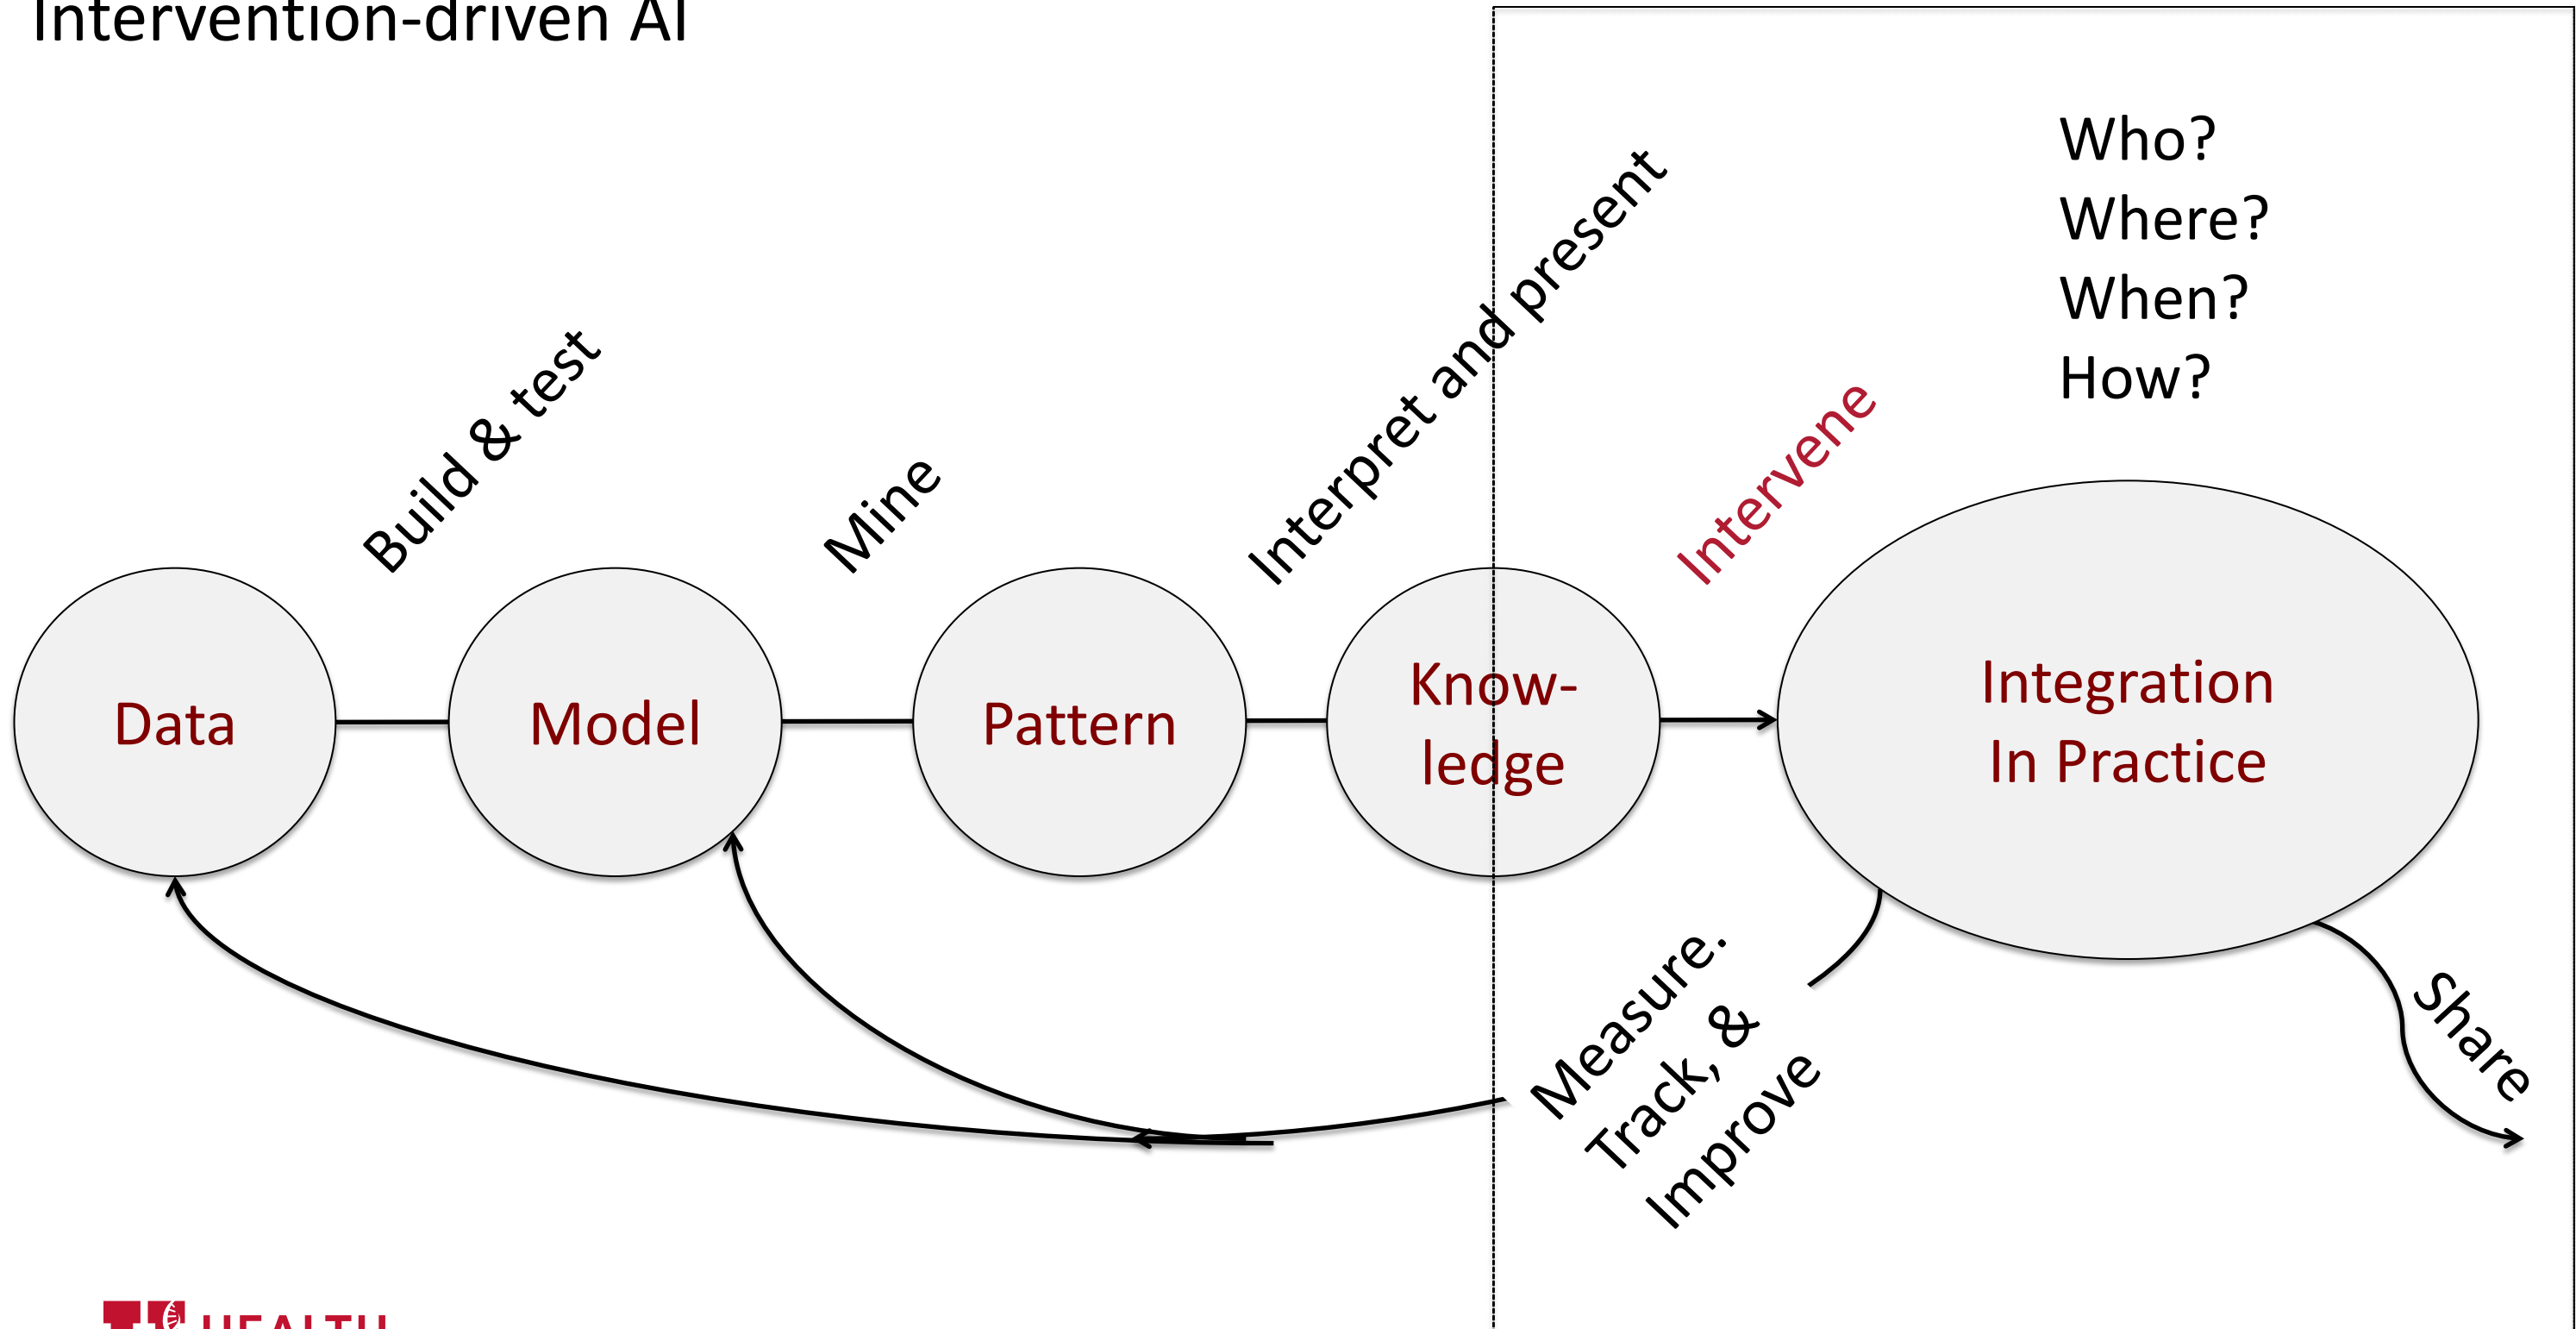 Intervention-driven AI
Who?
Where?
When?
How?
Build & test
Mine
Interpret and present
Intervene
Data
Model
Pattern
Know-
ledge
Integration
In Practice
Measure.
Track, &
Improve
Share
HEALTH